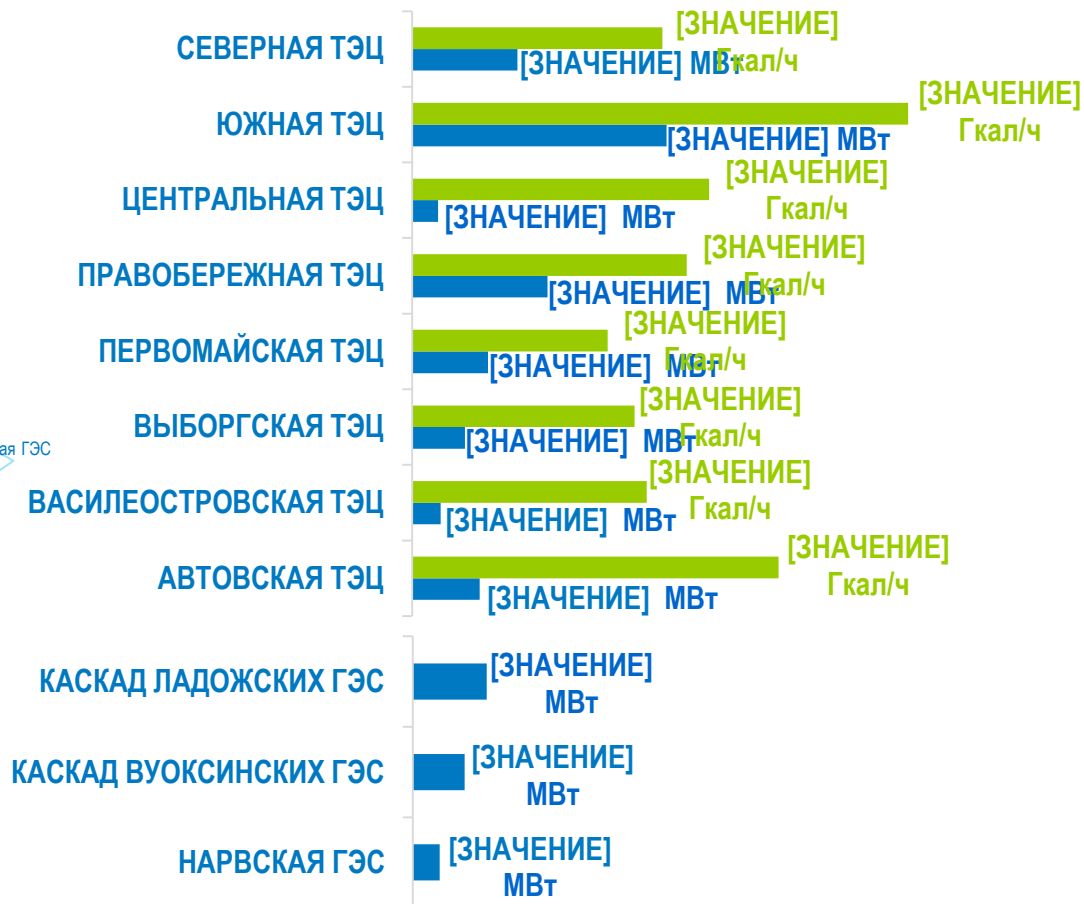 СЕВЕРНАЯ ТЭЦ
[ЗНАЧЕНИЕ]
Гкал/ч
[ЗНАЧЕНИЕ] МВт
ЮЖНАЯ ТЭЦ
[ЗНАЧЕНИЕ]
Гкал/ч
[ЗНАЧЕНИЕ] МВт
ЦЕНТРАЛЬНАЯ ТЭЦ
[ЗНАЧЕНИЕ]
Гкал/ч
[ЗНАЧЕНИЕ] МВт
ПРАВОБЕРЕЖНАЯ ТЭЦ
[ЗНАЧЕНИЕ]
Гкал/ч
[ЗНАЧЕНИЕ] МВт
ПЕРВОМАЙСКАЯ ТЭЦ
[ЗНАЧЕНИЕ]
Гкал/ч
[ЗНАЧЕНИЕ] МВт
ВЫБОРГСКАЯ ТЭЦ
[ЗНАЧЕНИЕ]
Гкал/ч
[ЗНАЧЕНИЕ] МВт
ГЭС
ВАСИЛЕОСТРОВСКАЯ ТЭЦ
[ЗНАЧЕНИЕ]
Гкал/ч
[ЗНАЧЕНИЕ] МВт
АВТОВСКАЯ ТЭЦ
[ЗНАЧЕНИЕ]
Гкал/ч
[ЗНАЧЕНИЕ] МВт
КАСКАД ЛАДОЖСКИХ ГЭС
[ЗНАЧЕНИЕ]
МВт
КАСКАД ВУОКСИНСКИХ ГЭС
[ЗНАЧЕНИЕ]
МВт
НАРВСКАЯ ГЭС
[ЗНАЧЕНИЕ]
МВт